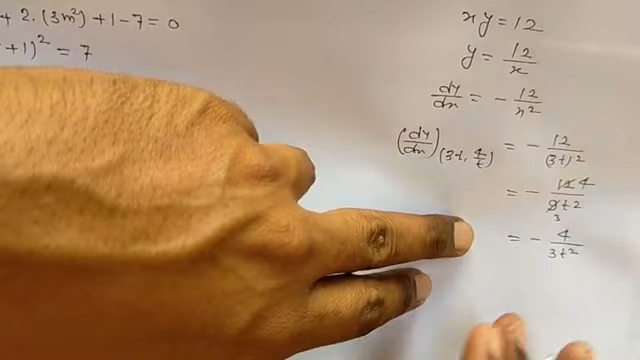 + 2. (3m²) + 1 - 7 = 0
+ 1)² = 7
xy = 12
y = 12/x
dy/dx = - 12/x²
(dy/dx)(3t, 4/t) = - 12/(3t)²
= - 12 4/9t² 3
= - 4/3t²